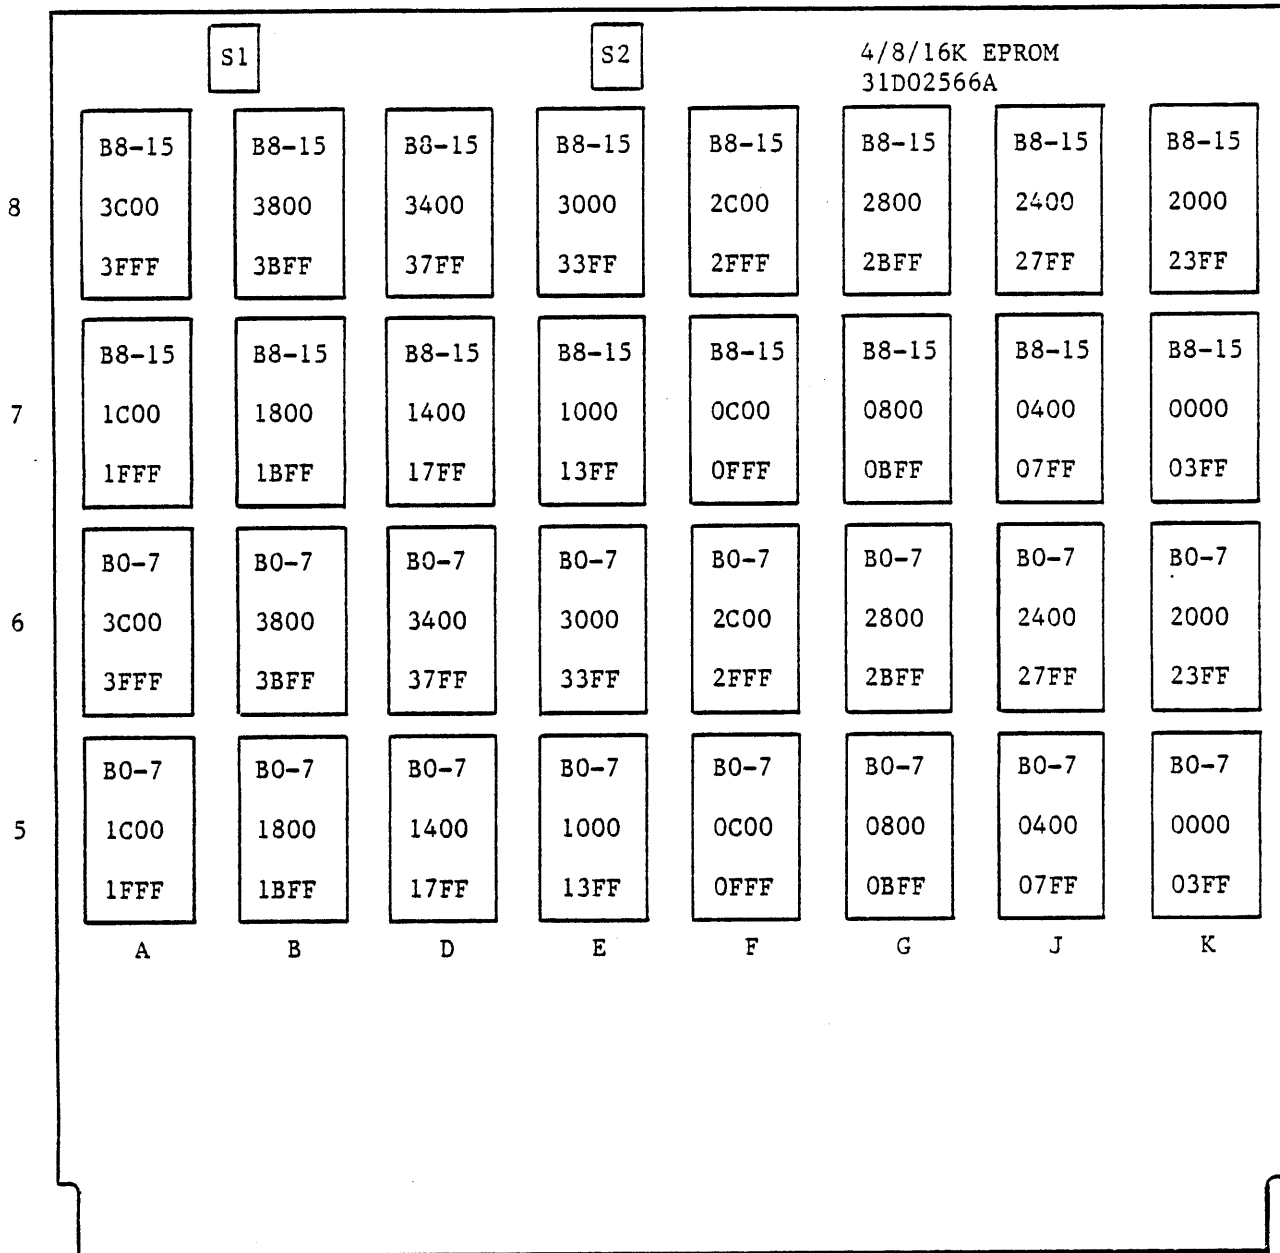 S1 S2 4/8/16K EPROM
31D02566A
B8-15 B8-15 B8-15 B8-15 B8-15 B8-15 B8-15 B8-15
8 3C00 3800 3400 3000 2C00 2800 2400 2000
3FFF 3BFF 37FF 33FF 2FFF 2BFF 27FF 23FF
B8-15 B8-15 B8-15 B8-15 B8-15 B8-15 B8-15 B8-15
7 1C00 1800 1400 1000 0C00 0800 0400 0000
1FFF 1BFF 17FF 13FF 0FFF 0BFF 07FF 03FF
B0-7 B0-7 B0-7 B0-7 B0-7 B0-7 B0-7 B0-7
6 3C00 3800 3400 3000 2C00 2800 2400 2000
3FFF 3BFF 37FF 33FF 2FFF 2BFF 27FF 23FF
B0-7 B0-7 B0-7 B0-7 B0-7 B0-7 B0-7 B0-7
5 1C00 1800 1400 1000 0C00 0800 0400 0000
1FFF 1BFF 17FF 13FF 0FFF 0BFF 07FF 03FF
A B D E F G J K